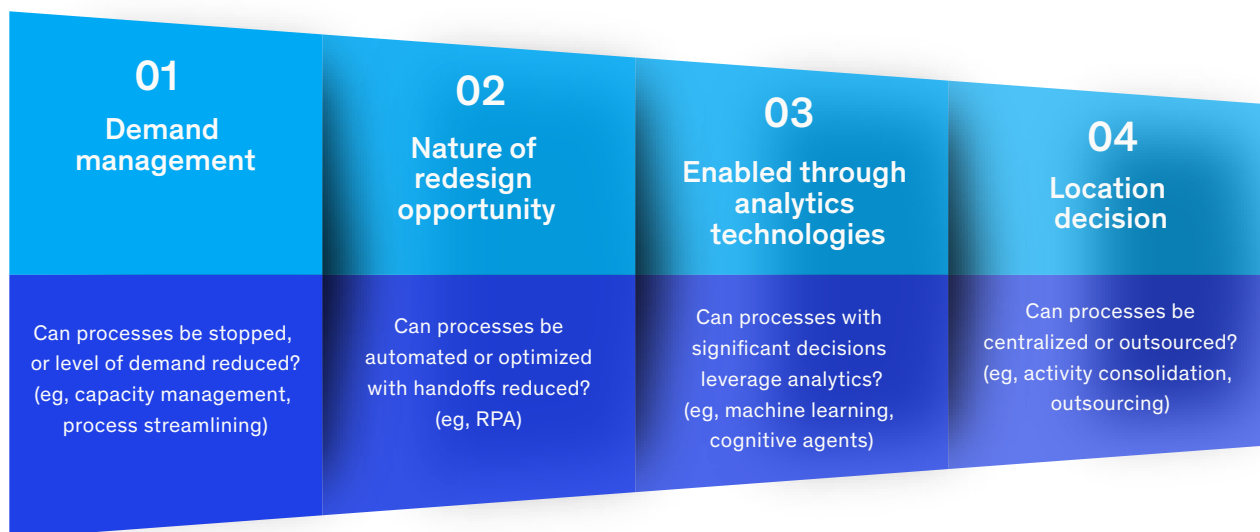 01
Demand
management
Can processes be stopped,
or level of demand reduced?
(eg, capacity management,
process streamlining)
02
Nature of
redesign
opportunity
Can processes be
automated or optimized
with handoffs reduced?
(eg, RPA)
03
Enabled through
analytics
technologies
Can processes with
significant decisions
leverage analytics?
(eg, machine learning,
cognitive agents)
04
Location
decision
Can processes be
centralized or outsourced?
(eg, activity consolidation,
outsourcing)